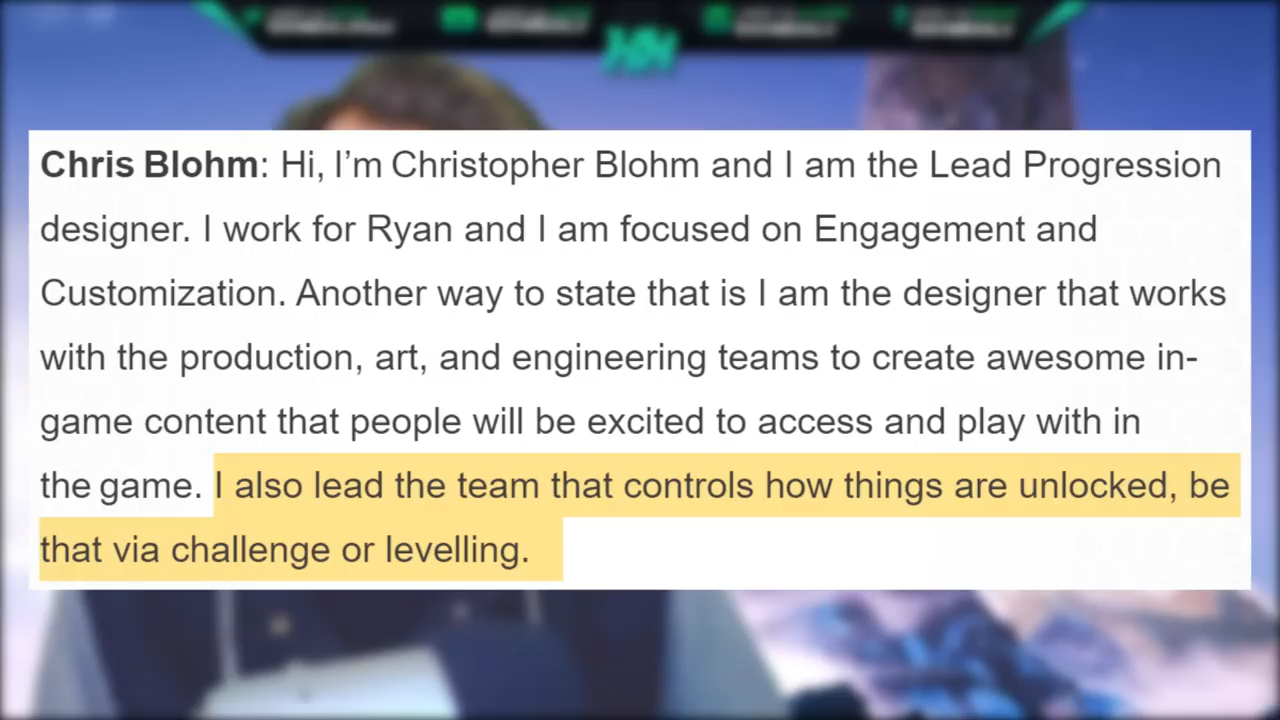 Chris Blohm: Hi, I’m Christopher Blohm and I am the Lead Progression
designer. I work for Ryan and I am focused on Engagement and
Customization. Another way to state that is I am the designer that works
with the production, art, and engineering teams to create awesome in-
game content that people will be excited to access and play with in
the game. I also lead the team that controls how things are unlocked, be
that via challenge or levelling.